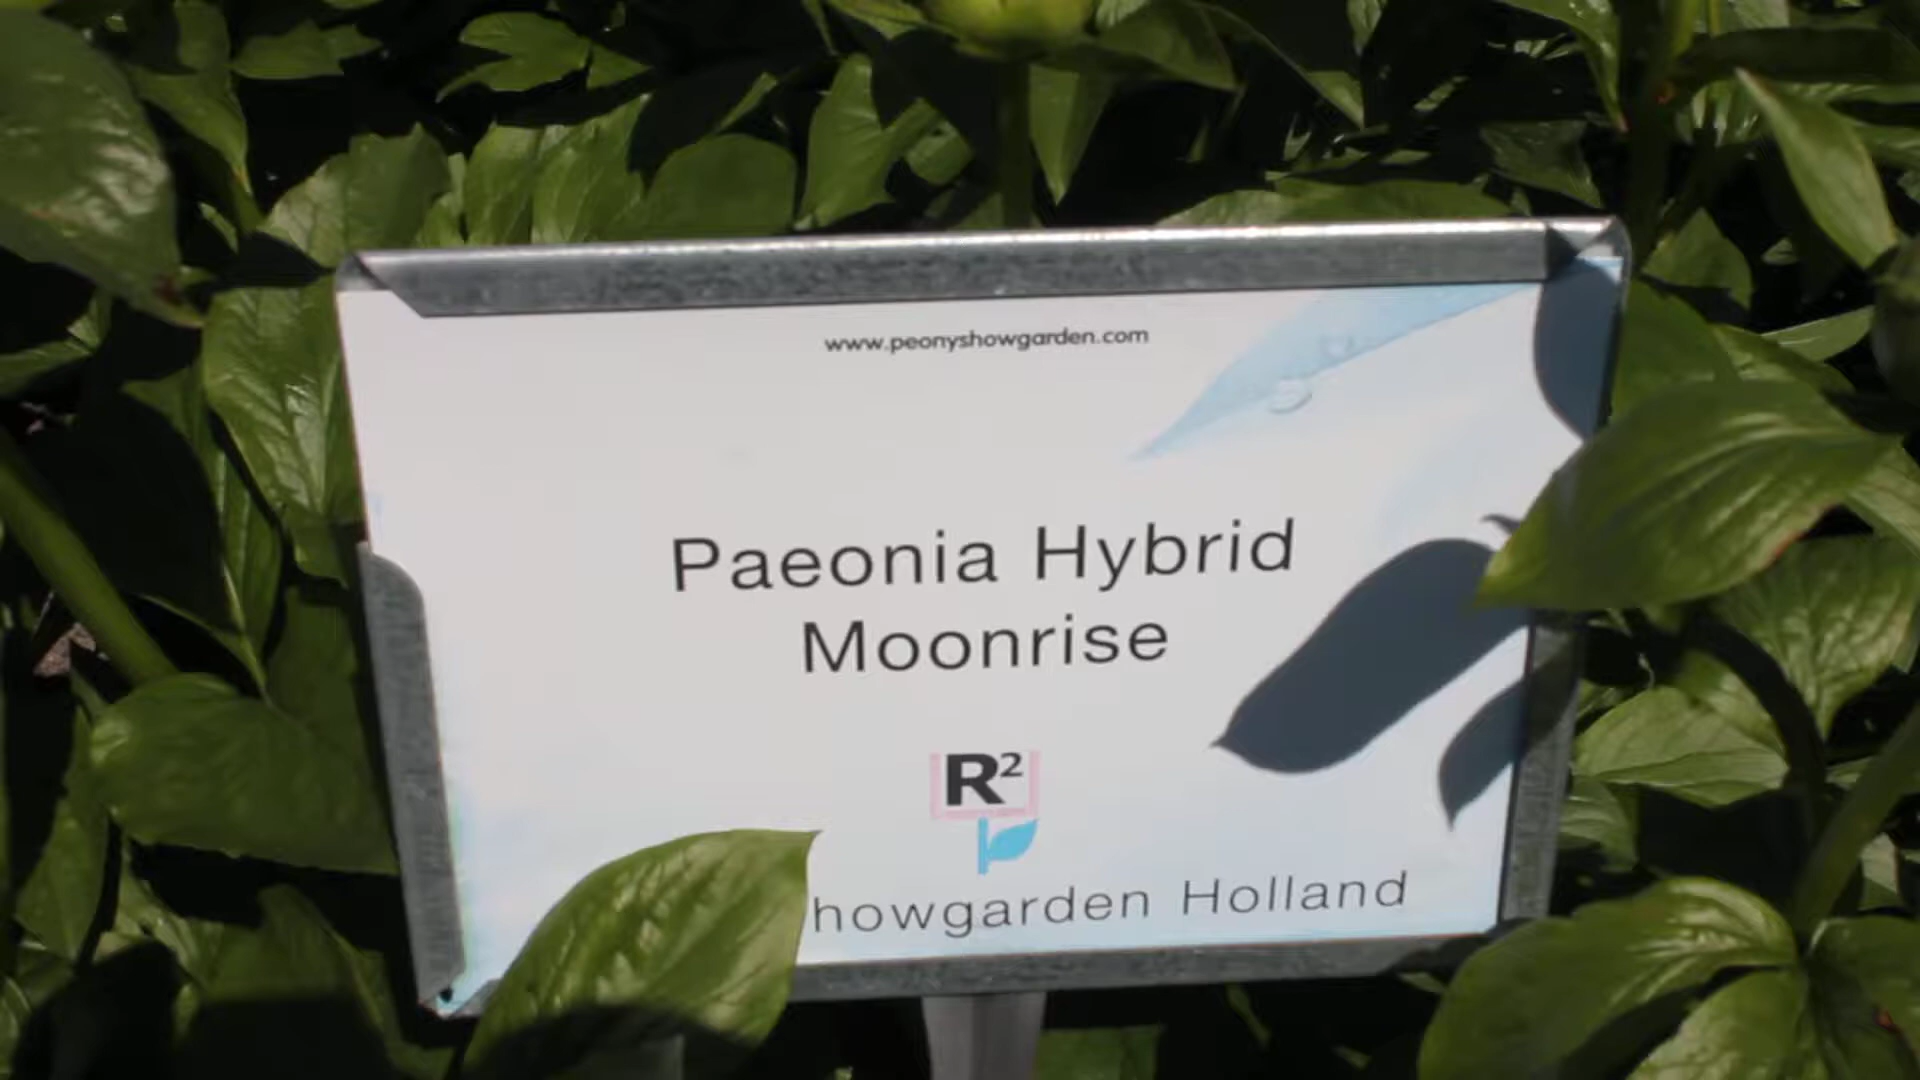 www.peonyshowgarden.com
Paeonia Hybrid
Moonrise
R²
howgarden Holland